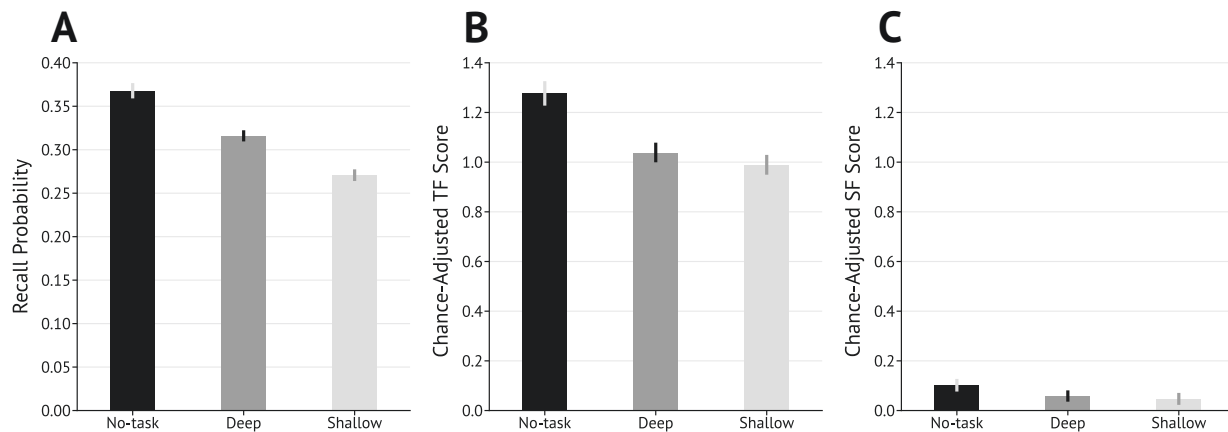 A
Recall Probability
0.40
0.35
0.30
0.25
0.20
0.15
0.10
0.05
0.00
No-task Deep Shallow
B
Chance-Adjusted TF Score
1.4
1.2
1.0
0.8
0.6
0.4
0.2
0.0
No-task Deep Shallow
C
Chance-Adjusted SF Score
1.4
1.2
1.0
0.8
0.6
0.4
0.2
0.0
No-task Deep Shallow